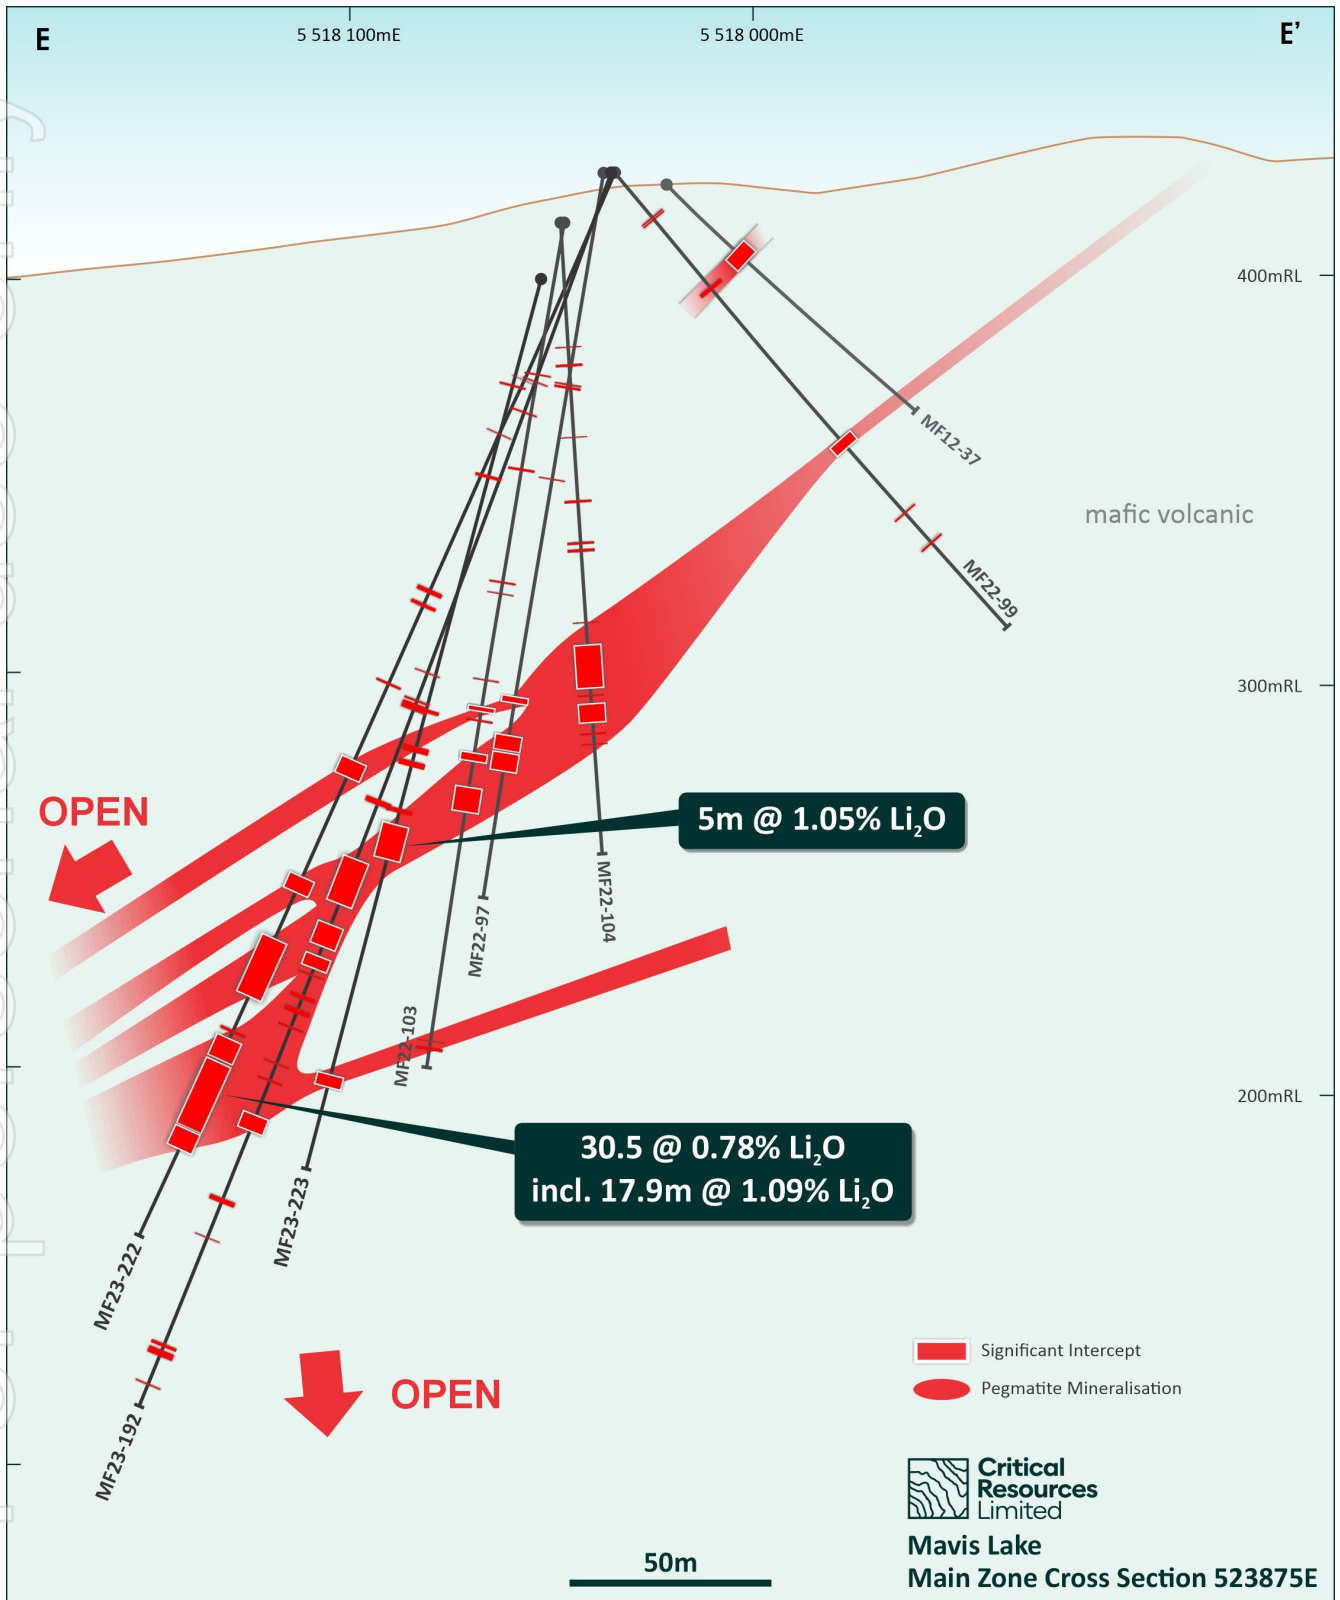 E
5 518 100mE
5 518 000mE
E’
400mRL
MF12-37
mafic volcanic
MF22-99
300mRL
OPEN
5m @ 1.05% Li₂O
MF22-104
MF22-97
MF22-103
200mRL
30.5 @ 0.78% Li₂O
incl. 17.9m @ 1.09% Li₂O
MF23-223
MF23-222
MF23-192
OPEN
Significant Intercept
Pegmatite Mineralisation
Critical
Resources
Limited
Mavis Lake
Main Zone Cross Section 523875E
50m